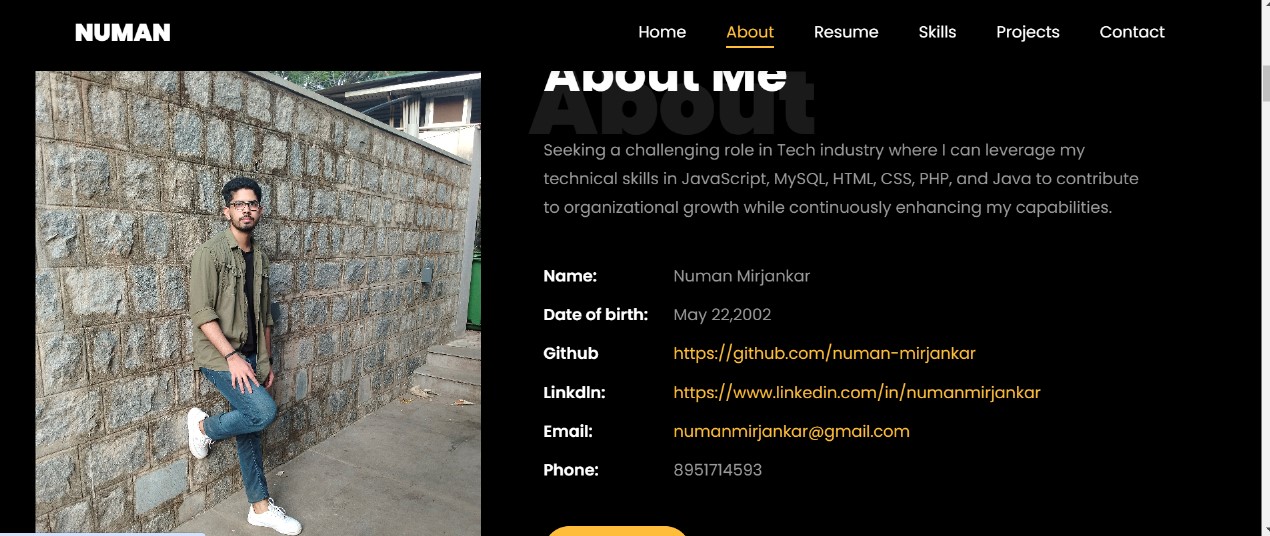 NUMAN
Home About Resume Skills Projects Contact
About
About Me
Seeking a challenging role in Tech industry where I can leverage my
technical skills in JavaScript, MySQL, HTML, CSS, PHP, and Java to contribute
to organizational growth while continuously enhancing my capabilities.
Name: Numan Mirjankar
Date of birth: May 22,2002
Github https://github.com/numan-mirjankar
LinkdIn: https://www.linkedin.com/in/numanmirjankar
Email: numanmirjankar@gmail.com
Phone: 8951714593